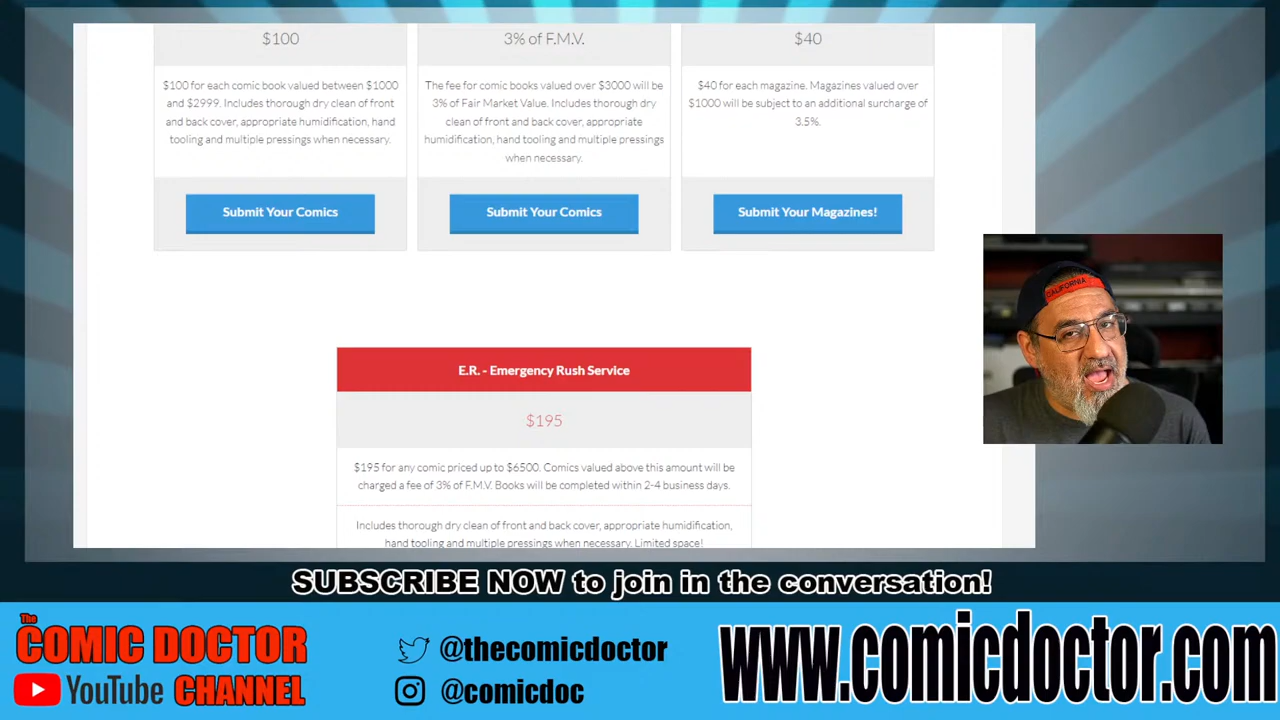 $100
$100 for each comic book valued between $1000
and $2999. Includes thorough dry clean of front
and back cover, appropriate humidification, hand
tooling and multiple pressings when necessary.
Submit Your Comics
3% of F.M.V.
The fee for comic books valued over $3000 will be
3% of Fair Market Value. Includes thorough dry
clean of front and back cover, appropriate
humidification, hand tooling and multiple pressings
when necessary.
Submit Your Comics
$40
$40 for each magazine. Magazines valued over
$1000 will be subject to an additional surcharge of
3.5%.
Submit Your Magazines!
CALIFORNIA
E.R. - Emergency Rush Service
$195
$195 for any comic priced up to $6500. Comics valued above this amount will be
charged a fee of 3% of F.M.V. Books will be completed within 2-4 business days.
Includes thorough dry clean of front and back cover, appropriate humidification,
hand tooling and multiple pressings when necessary. Limited space!
SUBSCRIBE NOW to join in the conversation!
The
COMIC DOCTOR
YouTube CHANNEL
@thecomicdoctor
@comicdoc
www.comicdoctor.com